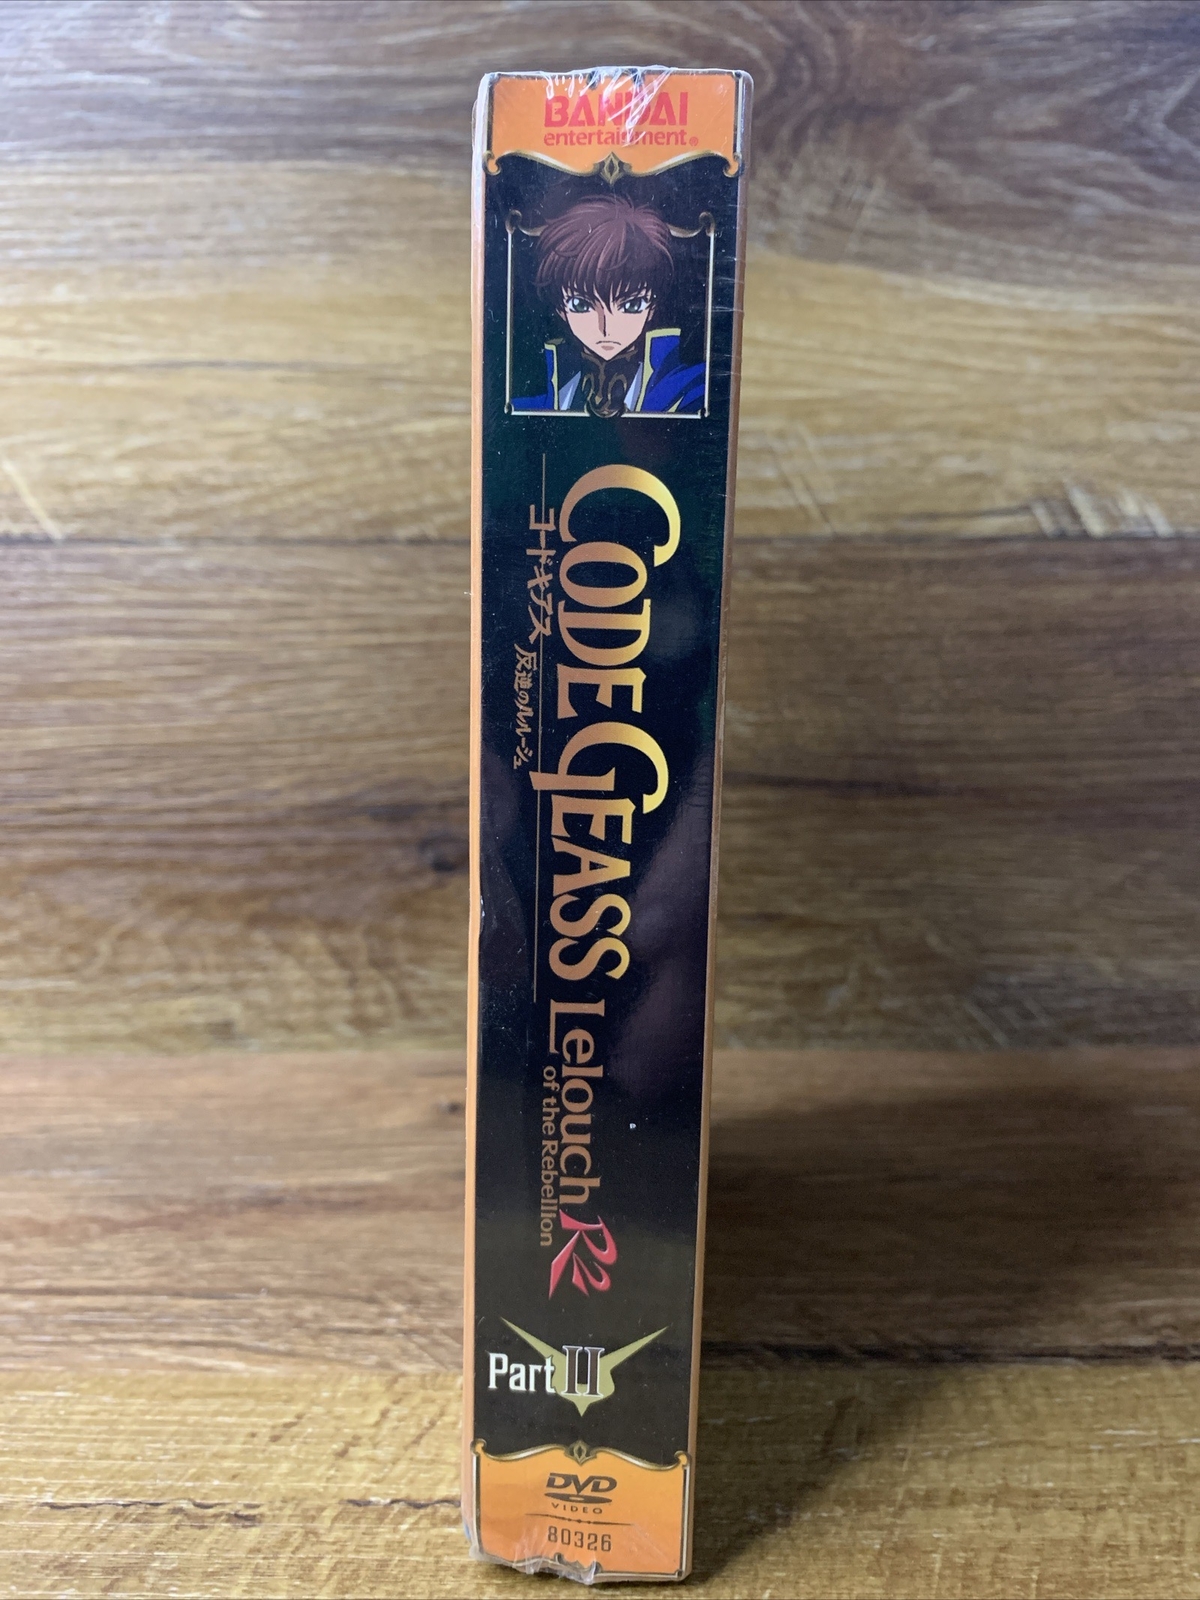 BANDAI
entertainment®
CODE GEASS Lelouch R2
of the Rebellion
コードギアス 反逆のルルーシュ
Part II
DVD
VIDEO
80326